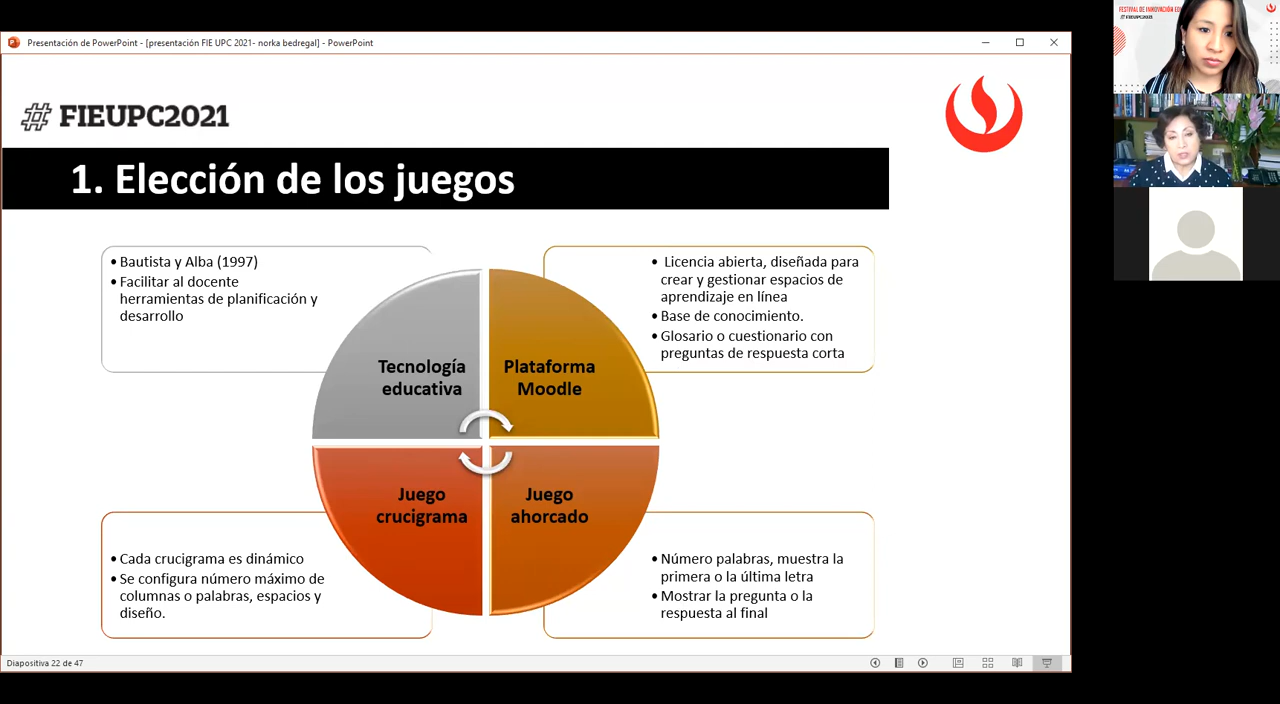 Presentación de PowerPoint - [presentación FIE UPC 2021- norka bedregal] - PowerPoint
FESTIVAL DE INNOVACIÓN
# FIEUPC2021
# FIEUPC2021
1. Elección de los juegos
• Bautista y Alba (1997)
• Facilitar al docente
herramientas de planificación y
desarrollo
• Licencia abierta, diseñada para
crear y gestionar espacios de
aprendizaje en línea
• Base de conocimiento.
• Glosario o cuestionario con
preguntas de respuesta corta
Tecnología
educativa
Plataforma
Moodle
Juego
crucigrama
Juego
ahorcado
• Cada crucigrama es dinámico
• Se configura número máximo de
columnas o palabras, espacios y
diseño.
• Número palabras, muestra la
primera o la última letra
• Mostrar la pregunta o la
respuesta al final
Diapositiva 22 de 47